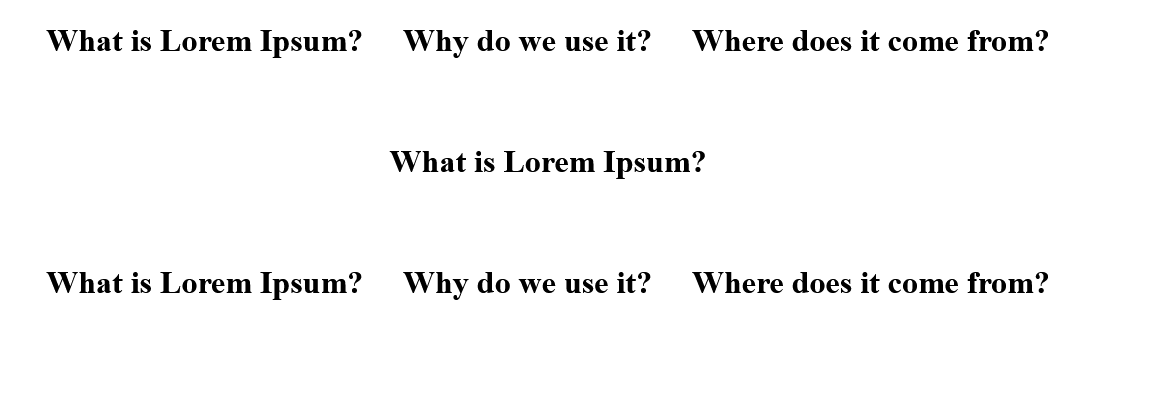 What is Lorem Ipsum? Why do we use it? Where does it come from?
What is Lorem Ipsum?
What is Lorem Ipsum? Why do we use it? Where does it come from?